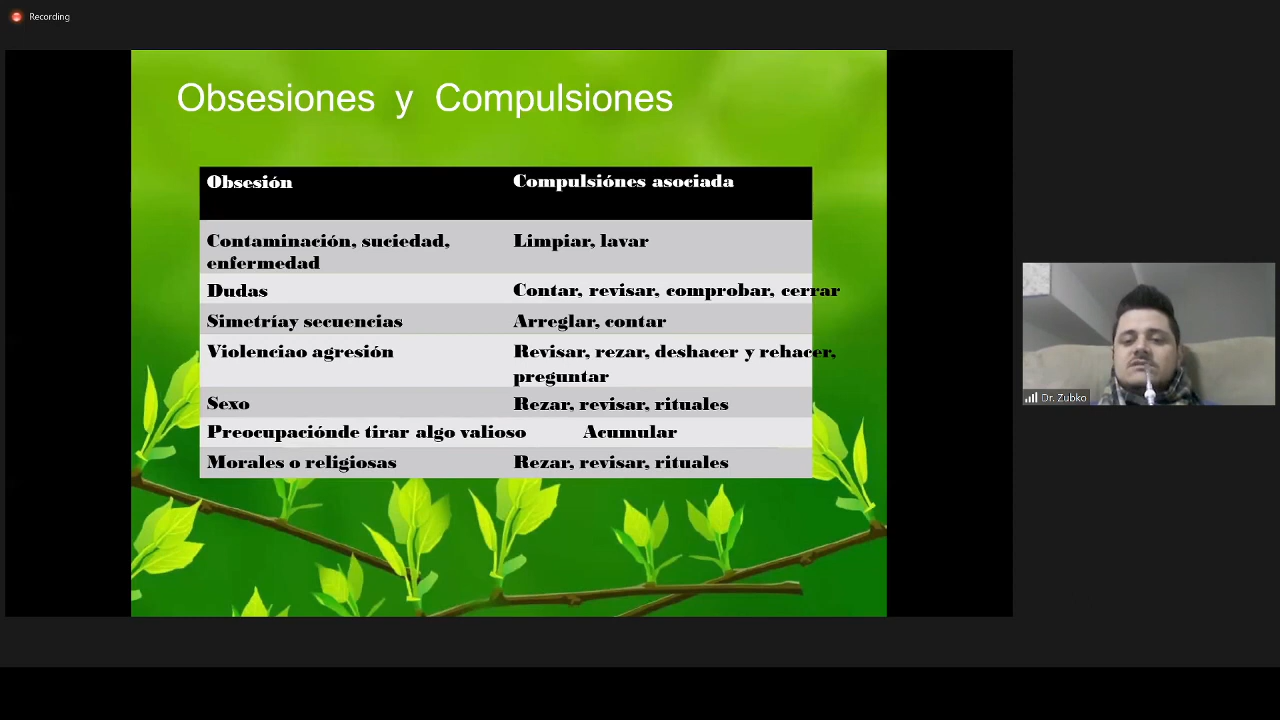 Recording
Obsesiones y Compulsiones
Obsesión
Compulsiónes asociada
Contaminación, suciedad,
enfermedad
Limpiar, lavar
Dudas
Contar, revisar, comprobar, cerrar
Simetríay secuencias
Arreglar, contar
Violenciao agresión
Revisar, rezar, deshacer y rehacer,
preguntar
Sexo
Rezar, revisar, rituales
Preocupaciónde tirar algo valioso
Acumular
Morales o religiosas
Rezar, revisar, rituales
Dr. Zubko